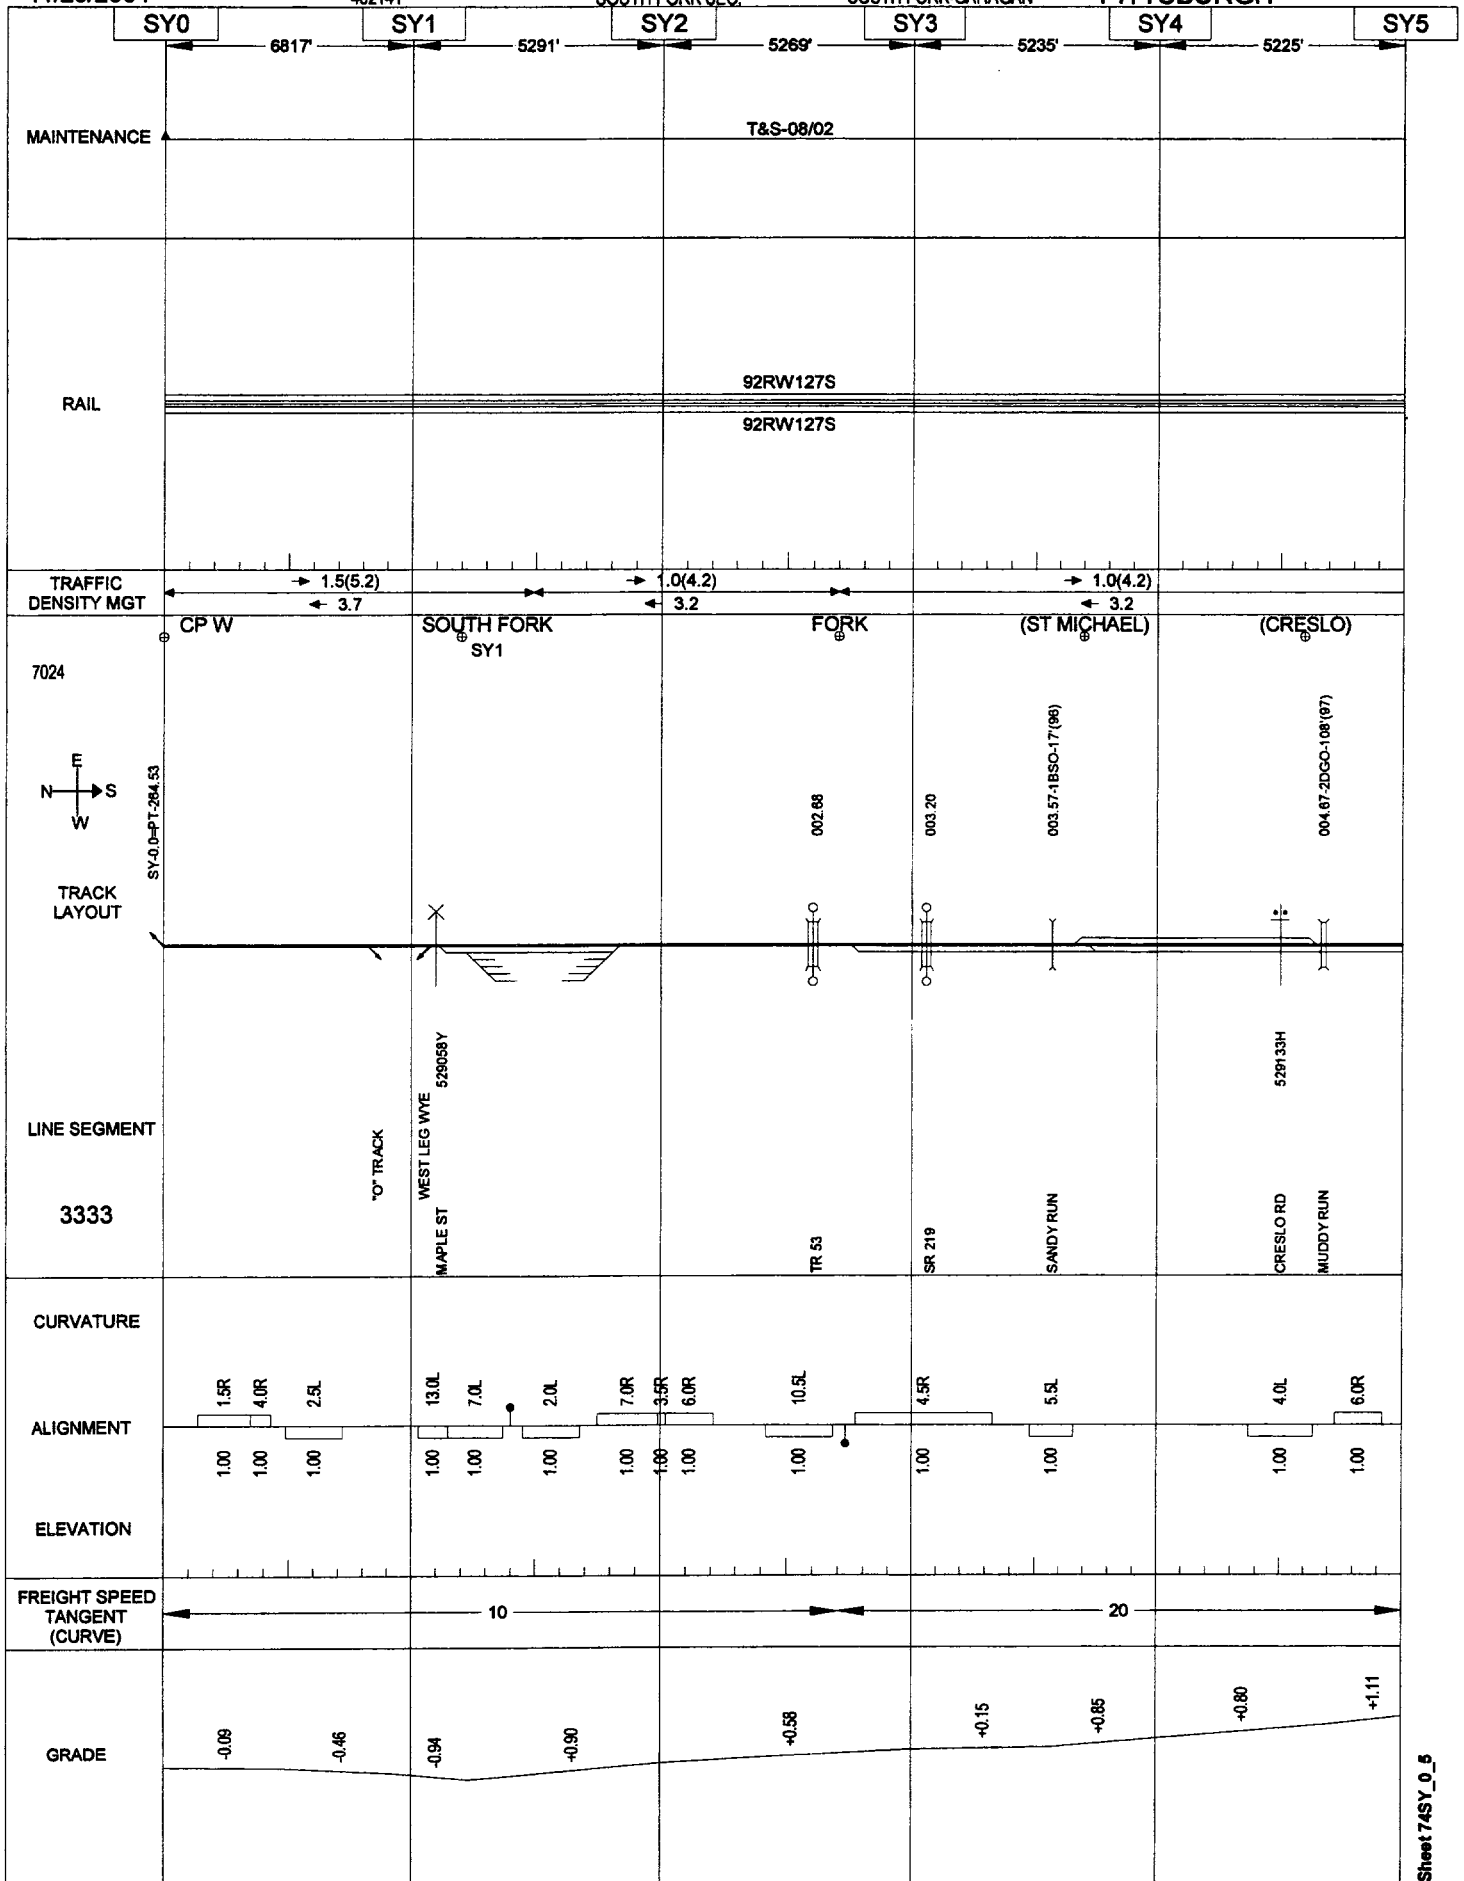 SY0 SY1 SY2 SY3 SY4 SY5
6817' 5291' 5269' 5235' 5225'
MAINTENANCE
T&S-08/02
RAIL
92RW127S
92RW127S
TRAFFIC
DENSITY MGT
→ 1.5(5.2) → 1.0(4.2) → 1.0(4.2)
← 3.7 ← 3.2 ← 3.2
CP W SOUTH FORK FORK (ST MICHAEL) (CRESLO)
SY1
7024
E
N S
W
SY-0.0=PT-264.53
002.68
003.20
003.57-1BSO-17'(96)
004.67-2DGO-108'(97)
TRACK
LAYOUT
529058Y
529133H
LINE SEGMENT
3333
"O" TRACK
WEST LEG WYE
MAPLE ST
TR 53
SR 219
SANDY RUN
CRESLO RD
MUDDY RUN
CURVATURE
1.5R 4.0R 2.5L 13.0L 7.0L 2.0L 7.0R 3.5R 6.0R 10.5L 4.5R 5.5L 4.0L 6.0R
ALIGNMENT
1.00 1.00 1.00 1.00 1.00 1.00 1.00 1.00 1.00 1.00 1.00 1.00 1.00 1.00
ELEVATION
FREIGHT SPEED
TANGENT
(CURVE)
10 20
GRADE
-0.09 -0.46 -0.94 +0.90 +0.58 +0.15 +0.85 +0.80 +1.11
Sheet 74SY_0_5